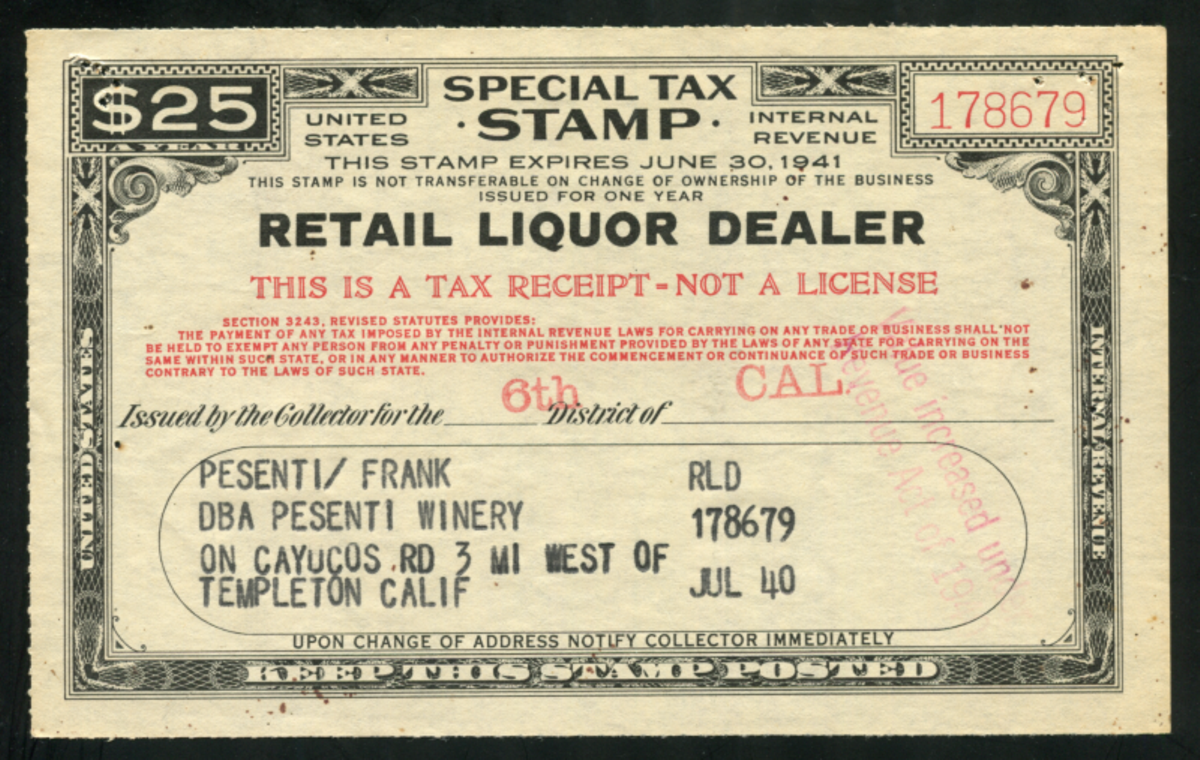 $25
A YEAR
UNITED STATES
SPECIAL TAX
·STAMP·
INTERNAL REVENUE
178679
THIS STAMP EXPIRES JUNE 30, 1941
THIS STAMP IS NOT TRANSFERABLE ON CHANGE OF OWNERSHIP OF THE BUSINESS
ISSUED FOR ONE YEAR
RETAIL LIQUOR DEALER
THIS IS A TAX RECEIPT-NOT A LICENSE
SECTION 3243, REVISED STATUTES PROVIDES:
THE PAYMENT OF ANY TAX IMPOSED BY THE INTERNAL REVENUE LAWS FOR CARRYING ON ANY TRADE OR BUSINESS SHALL NOT
BE HELD TO EXEMPT ANY PERSON FROM ANY PENALTY OR PUNISHMENT PROVIDED BY THE LAWS OF ANY STATE FOR CARRYING ON THE
SAME WITHIN SUCH STATE, OR IN ANY MANNER TO AUTHORIZE THE COMMENCEMENT OR CONTINUANCE OF SUCH TRADE OR BUSINESS
CONTRARY TO THE LAWS OF SUCH STATE.
Issued by the Collector for the 6th District of CAL.
PESENTI/ FRANK RLD
DBA PESENTI WINERY 178679
ON CAYUCOS RD 3 MI WEST OF
TEMPLETON CALIF JUL 40
increased
Revenue Act of
UPON CHANGE OF ADDRESS NOTIFY COLLECTOR IMMEDIATELY
KEEP THIS STAMP POSTED
UNITED STATES
INTERNAL REVENUE